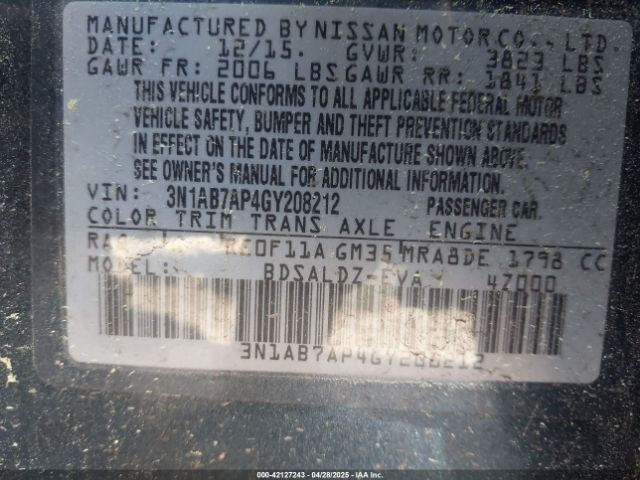 MANUFACTURED BY NISSAN MOTOR CO., LTD.
DATE: 12/15. GVWR: 3823 LBS
GAWR FR: 2006 LBS GAWR RR: 1841 LBS
THIS VEHICLE CONFORMS TO ALL APPLICABLE FEDERAL MOTOR
VEHICLE SAFETY, BUMPER AND THEFT PREVENTION STANDARDS
IN EFFECT ON THE DATE OF MANUFACTURE SHOWN ABOVE.
SEE OWNER'S MANUAL FOR ADDITIONAL INFORMATION.
VIN: 3N1AB7AP4GY208212 PASSENGER CAR.
COLOR TRIM TRANS AXLE ENGINE
RE0F11A GM35 MRA8DE 1798 CC
MODEL: BDSALDZ-EVA 4Z000
3N1AB7AP4GY208212
000-42127243 - 04/28/2025 - IAAI.COM